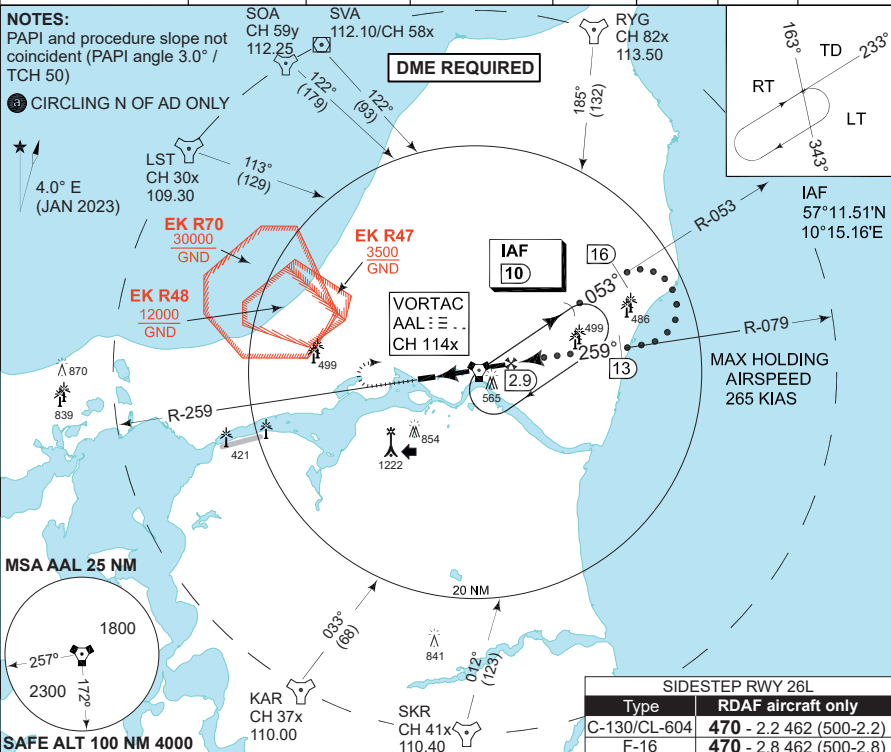 NOTES:
PAPI and procedure slope not
coincident (PAPI angle 3.0° /
TCH 50)
a CIRCLING N OF AD ONLY
4.0° E
(JAN 2023)
SOA
CH 59y
112.25
SVA
112.10/CH 58x
DME REQUIRED
RYG
CH 82x
113.50
122°
(179)
122°
(93)
185°
(132)
163°
TD
233°
RT
LT
343°
LST
CH 30x
109.30
113°
(129)
IAF
57°11.51'N
10°15.16'E
EK R70
30000
GND
EK R47
3500
GND
EK R48
12000
GND
IAF
10
16
R-053
053°
486
499
VORTAC
AAL
CH 114x
259°
13
R-079
MAX HOLDING
AIRSPEED
265 KIAS
499
2.9
565
870
839
R-259
421
854
1222
MSA AAL 25 NM
1800
257°
2300
172°
SAFE ALT 100 NM 4000
20 NM
033°
(68)
841
012°
(123)
KAR
CH 37x
110.00
SKR
CH 41x
110.40
SIDESTEP RWY 26L
Type RDAF aircraft only
C-130/CL-604 470 - 2.2 462 (500-2.2)
F-16 470 - 2.8 462 (500-2.8)